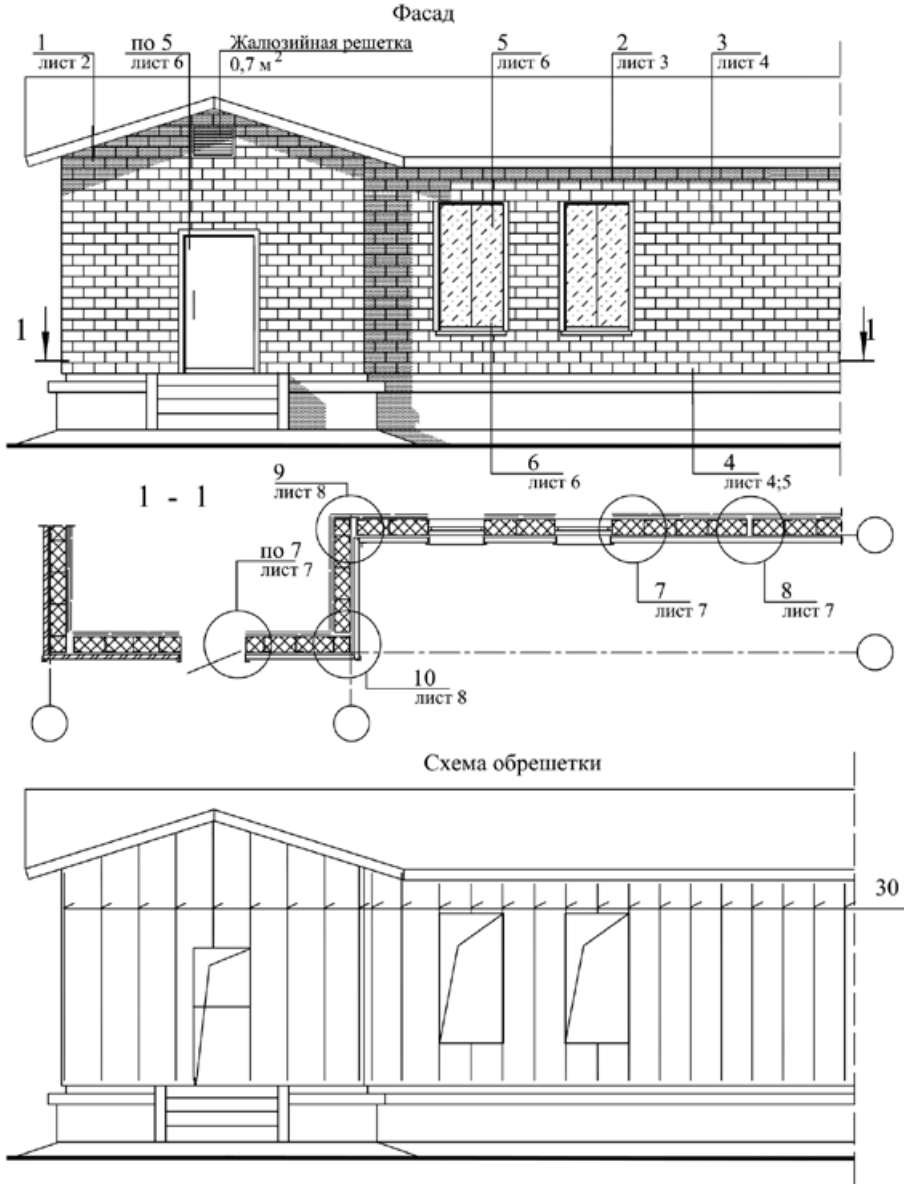 Фасад
1
лист 2
по 5
лист 6
Жалюзийная решетка
0,7 м²
5
лист 6
2
лист 3
3
лист 4
1
1
6
лист 6
4
лист 4;5
1 - 1
9
лист 8
по 7
лист 7
7
лист 7
8
лист 7
10
лист 8
Схема обрешетки
30